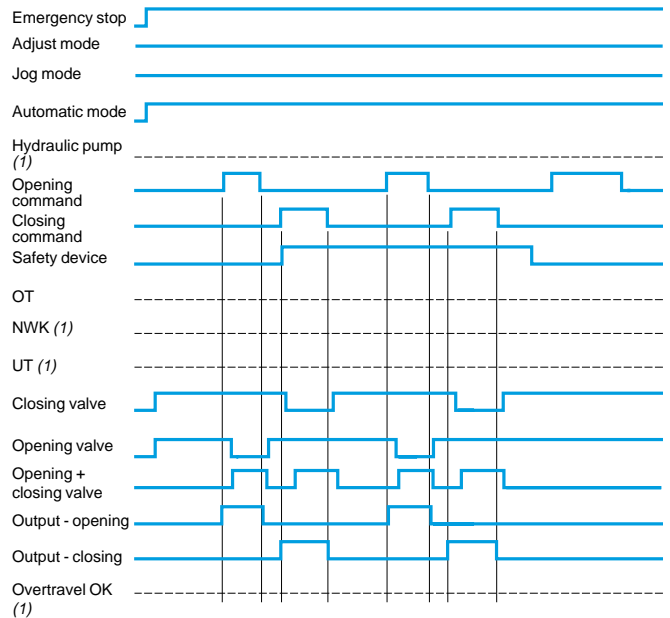 Emergency stop
Adjust mode
Jog mode
Automatic mode
Hydraulic pump
(1)
Opening
command
Closing
command
Safety device
OT
NWK (1)
UT (1)
Closing valve
Opening valve
Opening +
closing valve
Output - opening
Output - closing
Overtravel OK
(1)